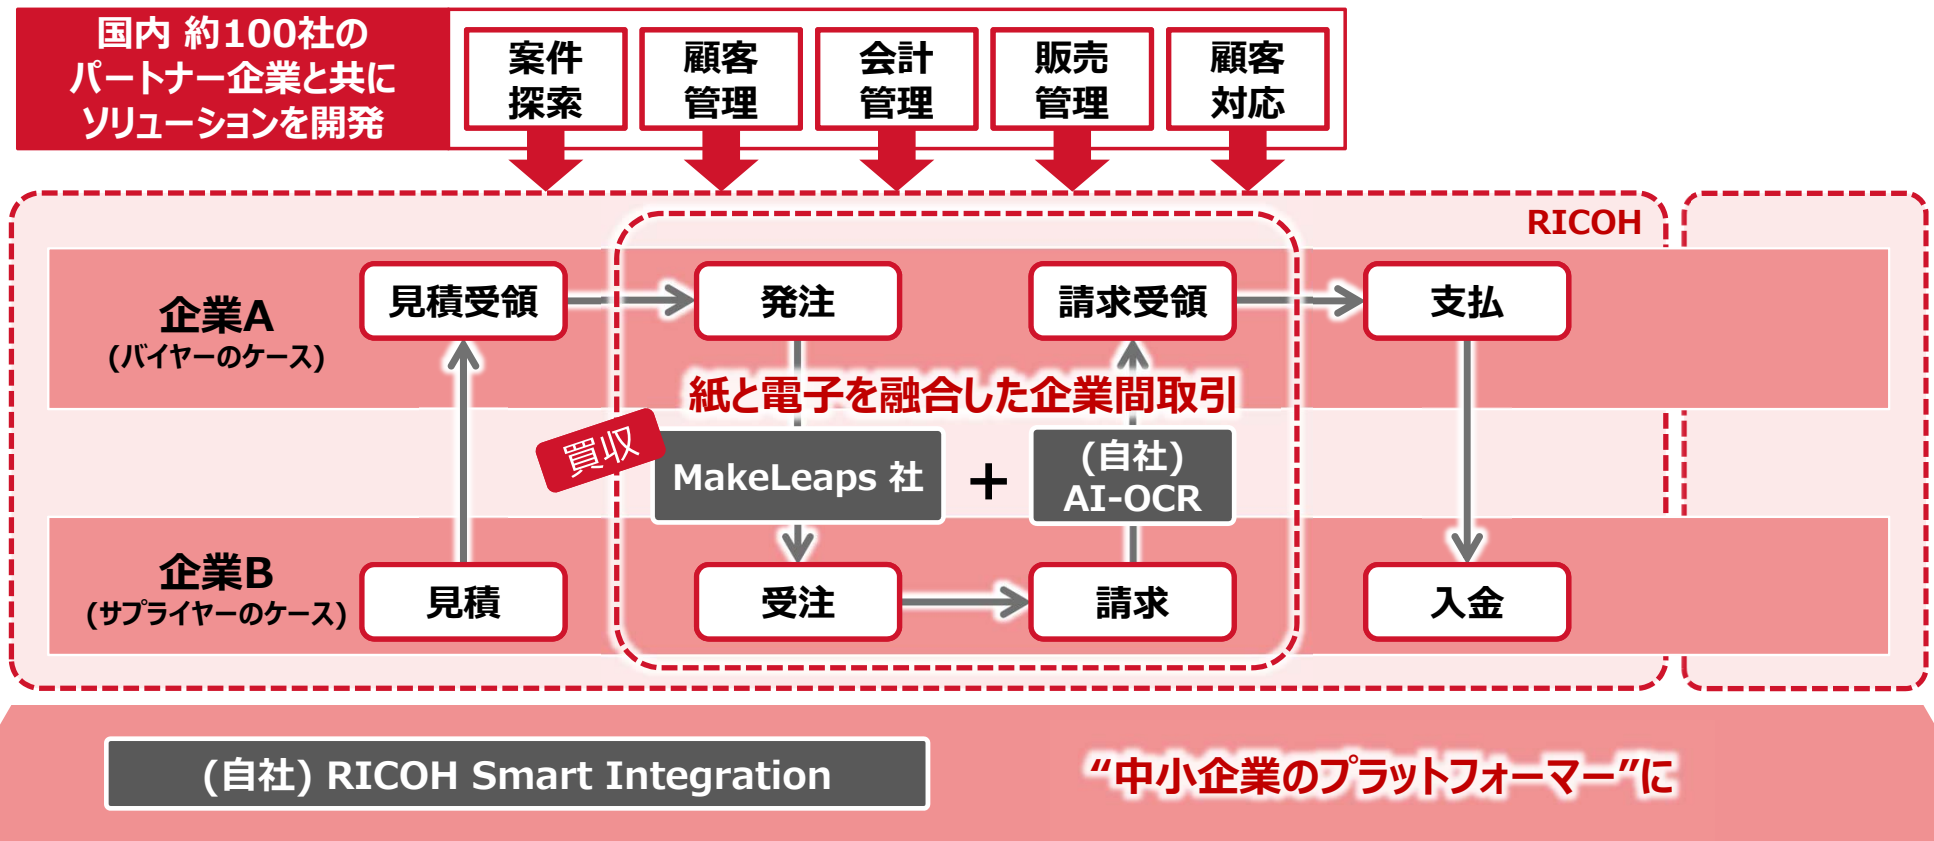 国内 約100社の
パートナー企業と共に
ソリューションを開発
案件
探索
顧客
管理
会計
管理
販売
管理
顧客
対応
RICOH
企業A
(バイヤーのケース)
見積受領
発注
請求受領
支払
紙と電子を融合した企業間取引
買収
MakeLeaps 社
+
(自社)
AI-OCR
企業B
(サプライヤーのケース)
見積
受注
請求
入金
(自社) RICOH Smart Integration
“中小企業のプラットフォーマー”に